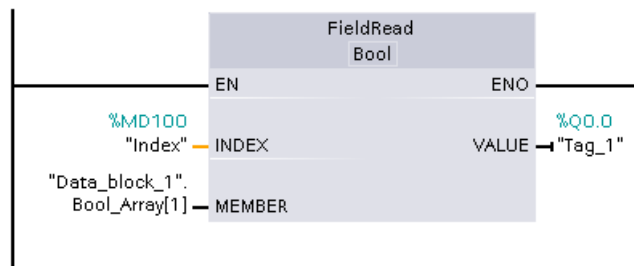 FieldRead
Bool
EN ENO
%MD100 %Q0.0
"Index" INDEX VALUE "Tag_1"
"Data_block_1".
Bool_Array[1] MEMBER